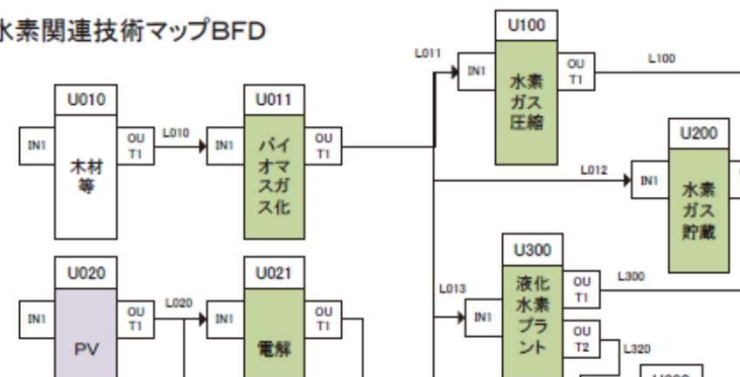 水素関連技術マップBFD
U100
L011
IN1
水素
ガス
圧縮
OU
T1
L100
U010
IN1
木材
等
OU
T1
L010
U011
IN1
バイ
オマ
スガ
ス化
OU
T1
U200
L012
IN1
水素
ガス
貯蔵
U300
L013
IN1
液化
水素
プラ
ント
OU
T1
L300
OU
T2
L320
U020
IN1
PV
OU
T1
L020
U021
IN1
電解
OU
T1